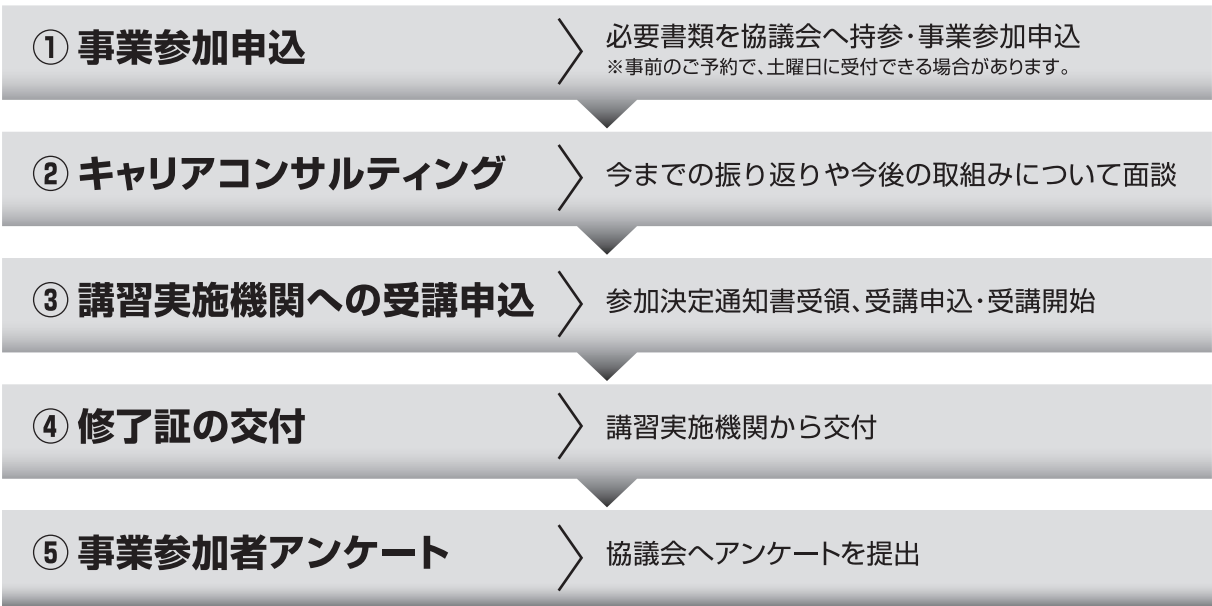 ① 事業参加申込
必要書類を協議会へ持参・事業参加申込
※事前のご予約で、土曜日に受付できる場合があります。
② キャリアコンサルティング
今までの振り返りや今後の取組みについて面談
③ 講習実施機関への受講申込
参加決定通知書受領、受講申込・受講開始
④ 修了証の交付
講習実施機関から交付
⑤ 事業参加者アンケート
協議会へアンケートを提出